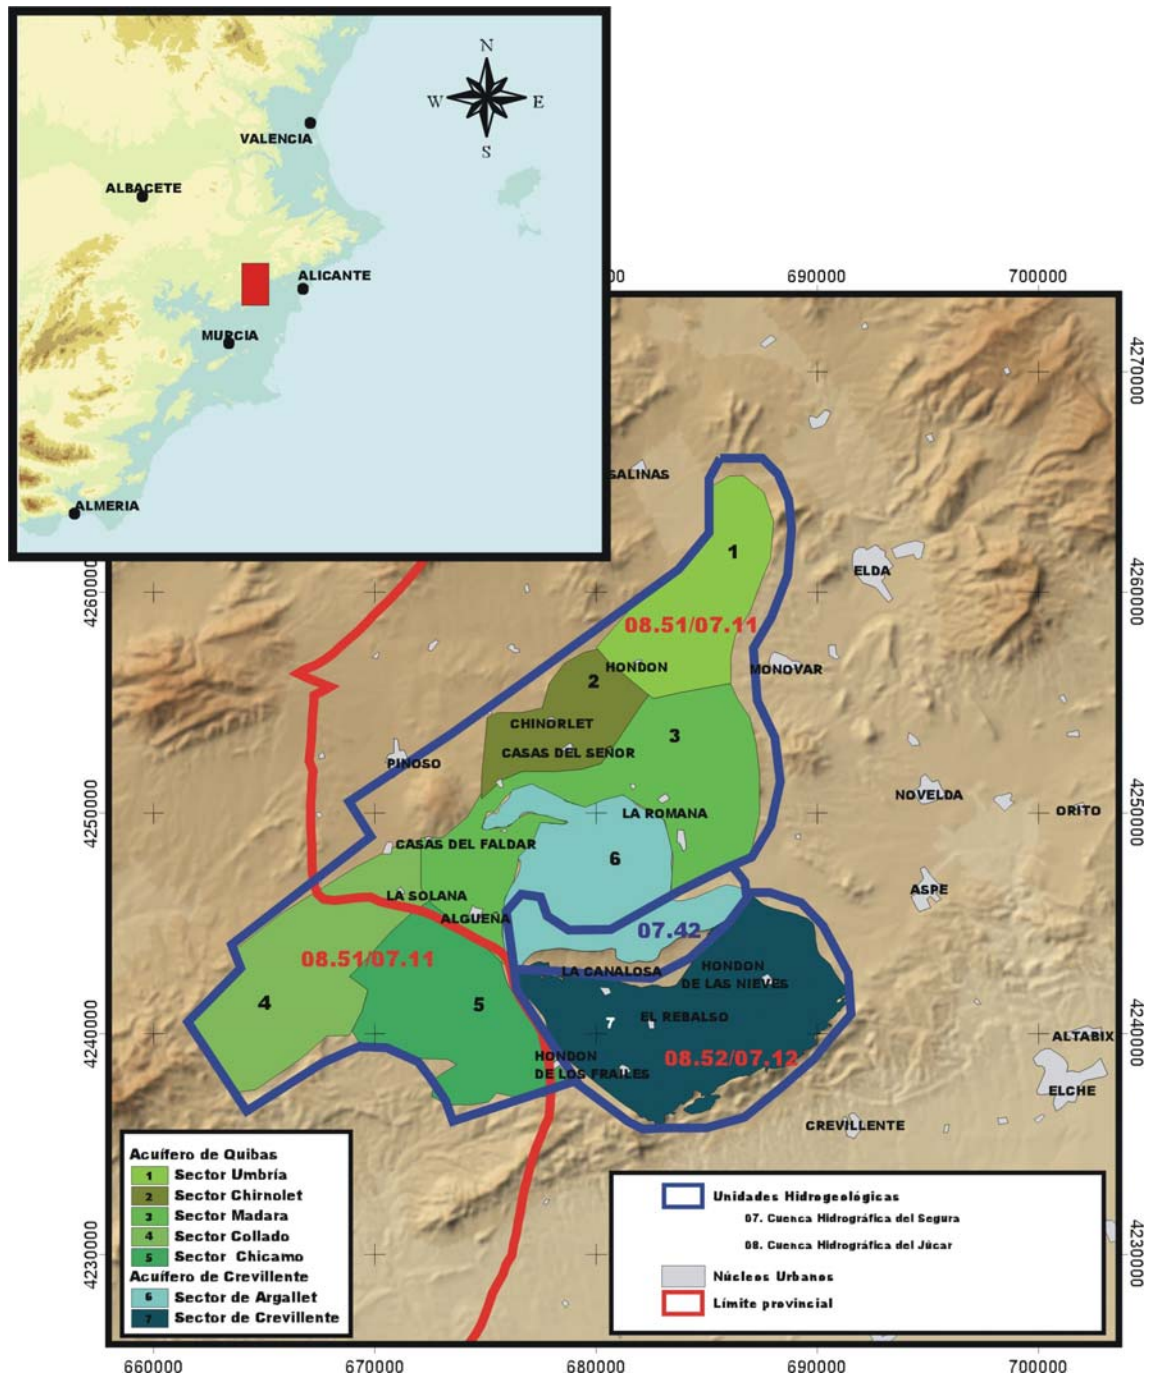 N
W
E
S
VALENCIA
ALBACETE
ALICANTE
MURCIA
ALMERIA
00
690000
700000
4270000
SALINAS
1
ELDA
4260000
4260000
08.51/07.11
HONDON
MONOVAR
2
CHINORLET
3
CASAS DEL SEÑOR
PINOSO
NOVELDA
4250000
LA ROMANA
ORITO
4250000
CASAS DEL FALDAR
6
ASPE
LA SOLANA
ALGUEÑA
07.42
08.51/07.11
LA CANALOSA
HONDON
DE LAS NIEVES
4
5
7
EL REBALSO
4240000
ALTABIX
4240000
HONDON
DE LOS FRAILES
08.52/07.12
ELCHE
CREVILLENTE
Acuífero de Quibas
1 Sector Umbría
2 Sector Chirnolet
3 Sector Madara
4 Sector Collado
5 Sector Chicamo
Acuífero de Crevillente
6 Sector de Argallet
7 Sector de Crevillente
Unidades Hidrogeológicas
07. Cuenca Hidrográfica del Segura
08. Cuenca Hidrográfica del Júcar
Núcleos Urbanos
Límite provincial
4230000
4230000
660000
670000
680000
690000
700000